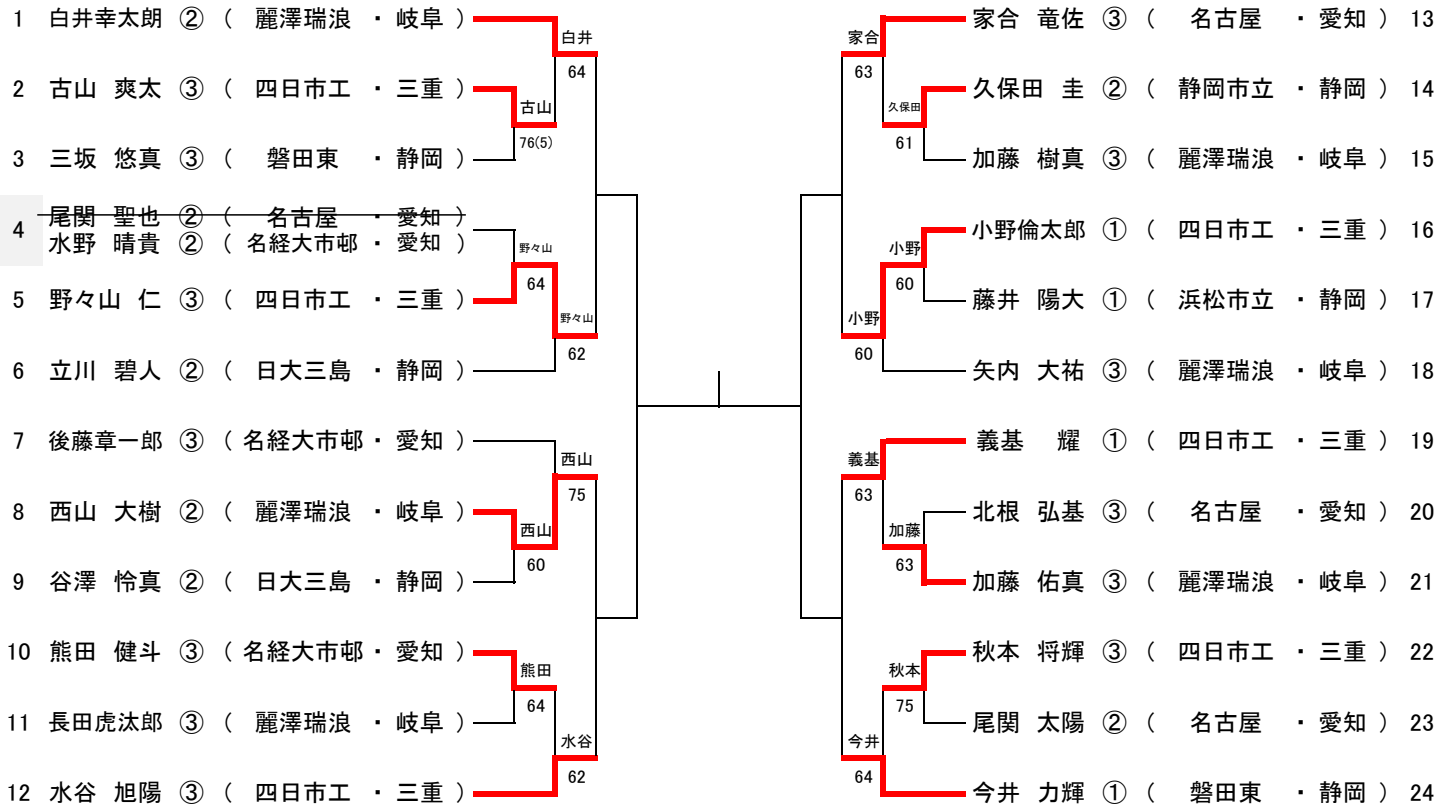 1 白井幸太朗 ② ( 麗澤瑞浪 ・ 岐阜 )
白井
64
2 古山 爽太 ③ ( 四日市工 ・ 三重 )
古山
76(5)
3 三坂 悠真 ③ ( 磐田東 ・ 静岡 )
4 尾関 聖也 ② ( 名古屋 ・ 愛知 )
水野 晴貴 ② ( 名経大市邨 ・ 愛知 )
野々山
64
5 野々山 仁 ③ ( 四日市工 ・ 三重 )
野々山
62
6 立川 碧人 ② ( 日大三島 ・ 静岡 )
7 後藤章一郎 ③ ( 名経大市邨 ・ 愛知 )
西山
75
8 西山 大樹 ② ( 麗澤瑞浪 ・ 岐阜 )
西山
60
9 谷澤 怜真 ② ( 日大三島 ・ 静岡 )
10 熊田 健斗 ③ ( 名経大市邨 ・ 愛知 )
熊田
64
11 長田虎汰郎 ③ ( 麗澤瑞浪 ・ 岐阜 )
水谷
62
12 水谷 旭陽 ③ ( 四日市工 ・ 三重 )
家合 竜佐 ③ ( 名古屋 ・ 愛知 ) 13
家合
63
久保田 圭 ② ( 静岡市立 ・ 静岡 ) 14
久保田
61
加藤 樹真 ③ ( 麗澤瑞浪 ・ 岐阜 ) 15
小野倫太郎 ① ( 四日市工 ・ 三重 ) 16
小野
60
藤井 陽大 ① ( 浜松市立 ・ 静岡 ) 17
小野
60
矢内 大祐 ③ ( 麗澤瑞浪 ・ 岐阜 ) 18
義基 耀 ① ( 四日市工 ・ 三重 ) 19
義基
63
北根 弘基 ③ ( 名古屋 ・ 愛知 ) 20
加藤
63
加藤 佑真 ③ ( 麗澤瑞浪 ・ 岐阜 ) 21
秋本 将輝 ③ ( 四日市工 ・ 三重 ) 22
秋本
75
尾関 太陽 ② ( 名古屋 ・ 愛知 ) 23
今井
64
今井 力輝 ① ( 磐田東 ・ 静岡 ) 24